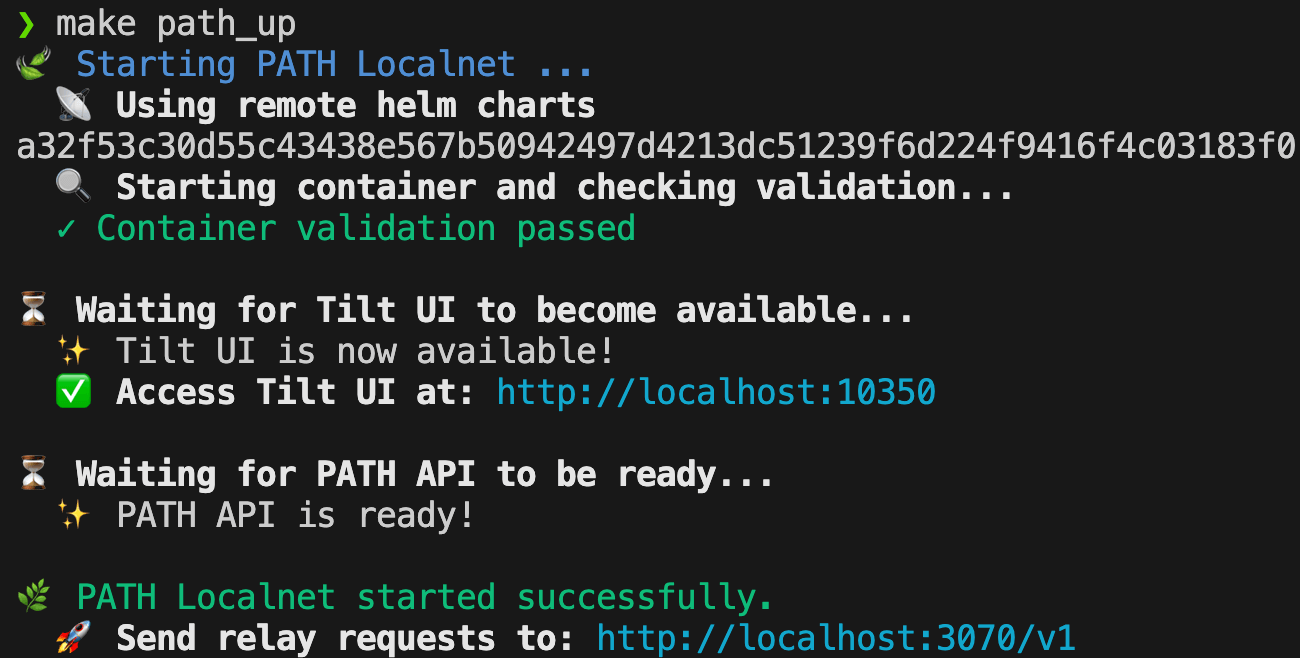 ❯ make path_up
🌿 Starting PATH Localnet ...
📡 Using remote helm charts
a32f53c30d55c43438e567b50942497d4213dc51239f6d224f9416f4c03183f0
🔍 Starting container and checking validation...
✓ Container validation passed
⏳ Waiting for Tilt UI to become available...
✨ Tilt UI is now available!
✅ Access Tilt UI at: http://localhost:10350
⏳ Waiting for PATH API to be ready...
✨ PATH API is ready!
🌿 PATH Localnet started successfully.
🚀 Send relay requests to: http://localhost:3070/v1